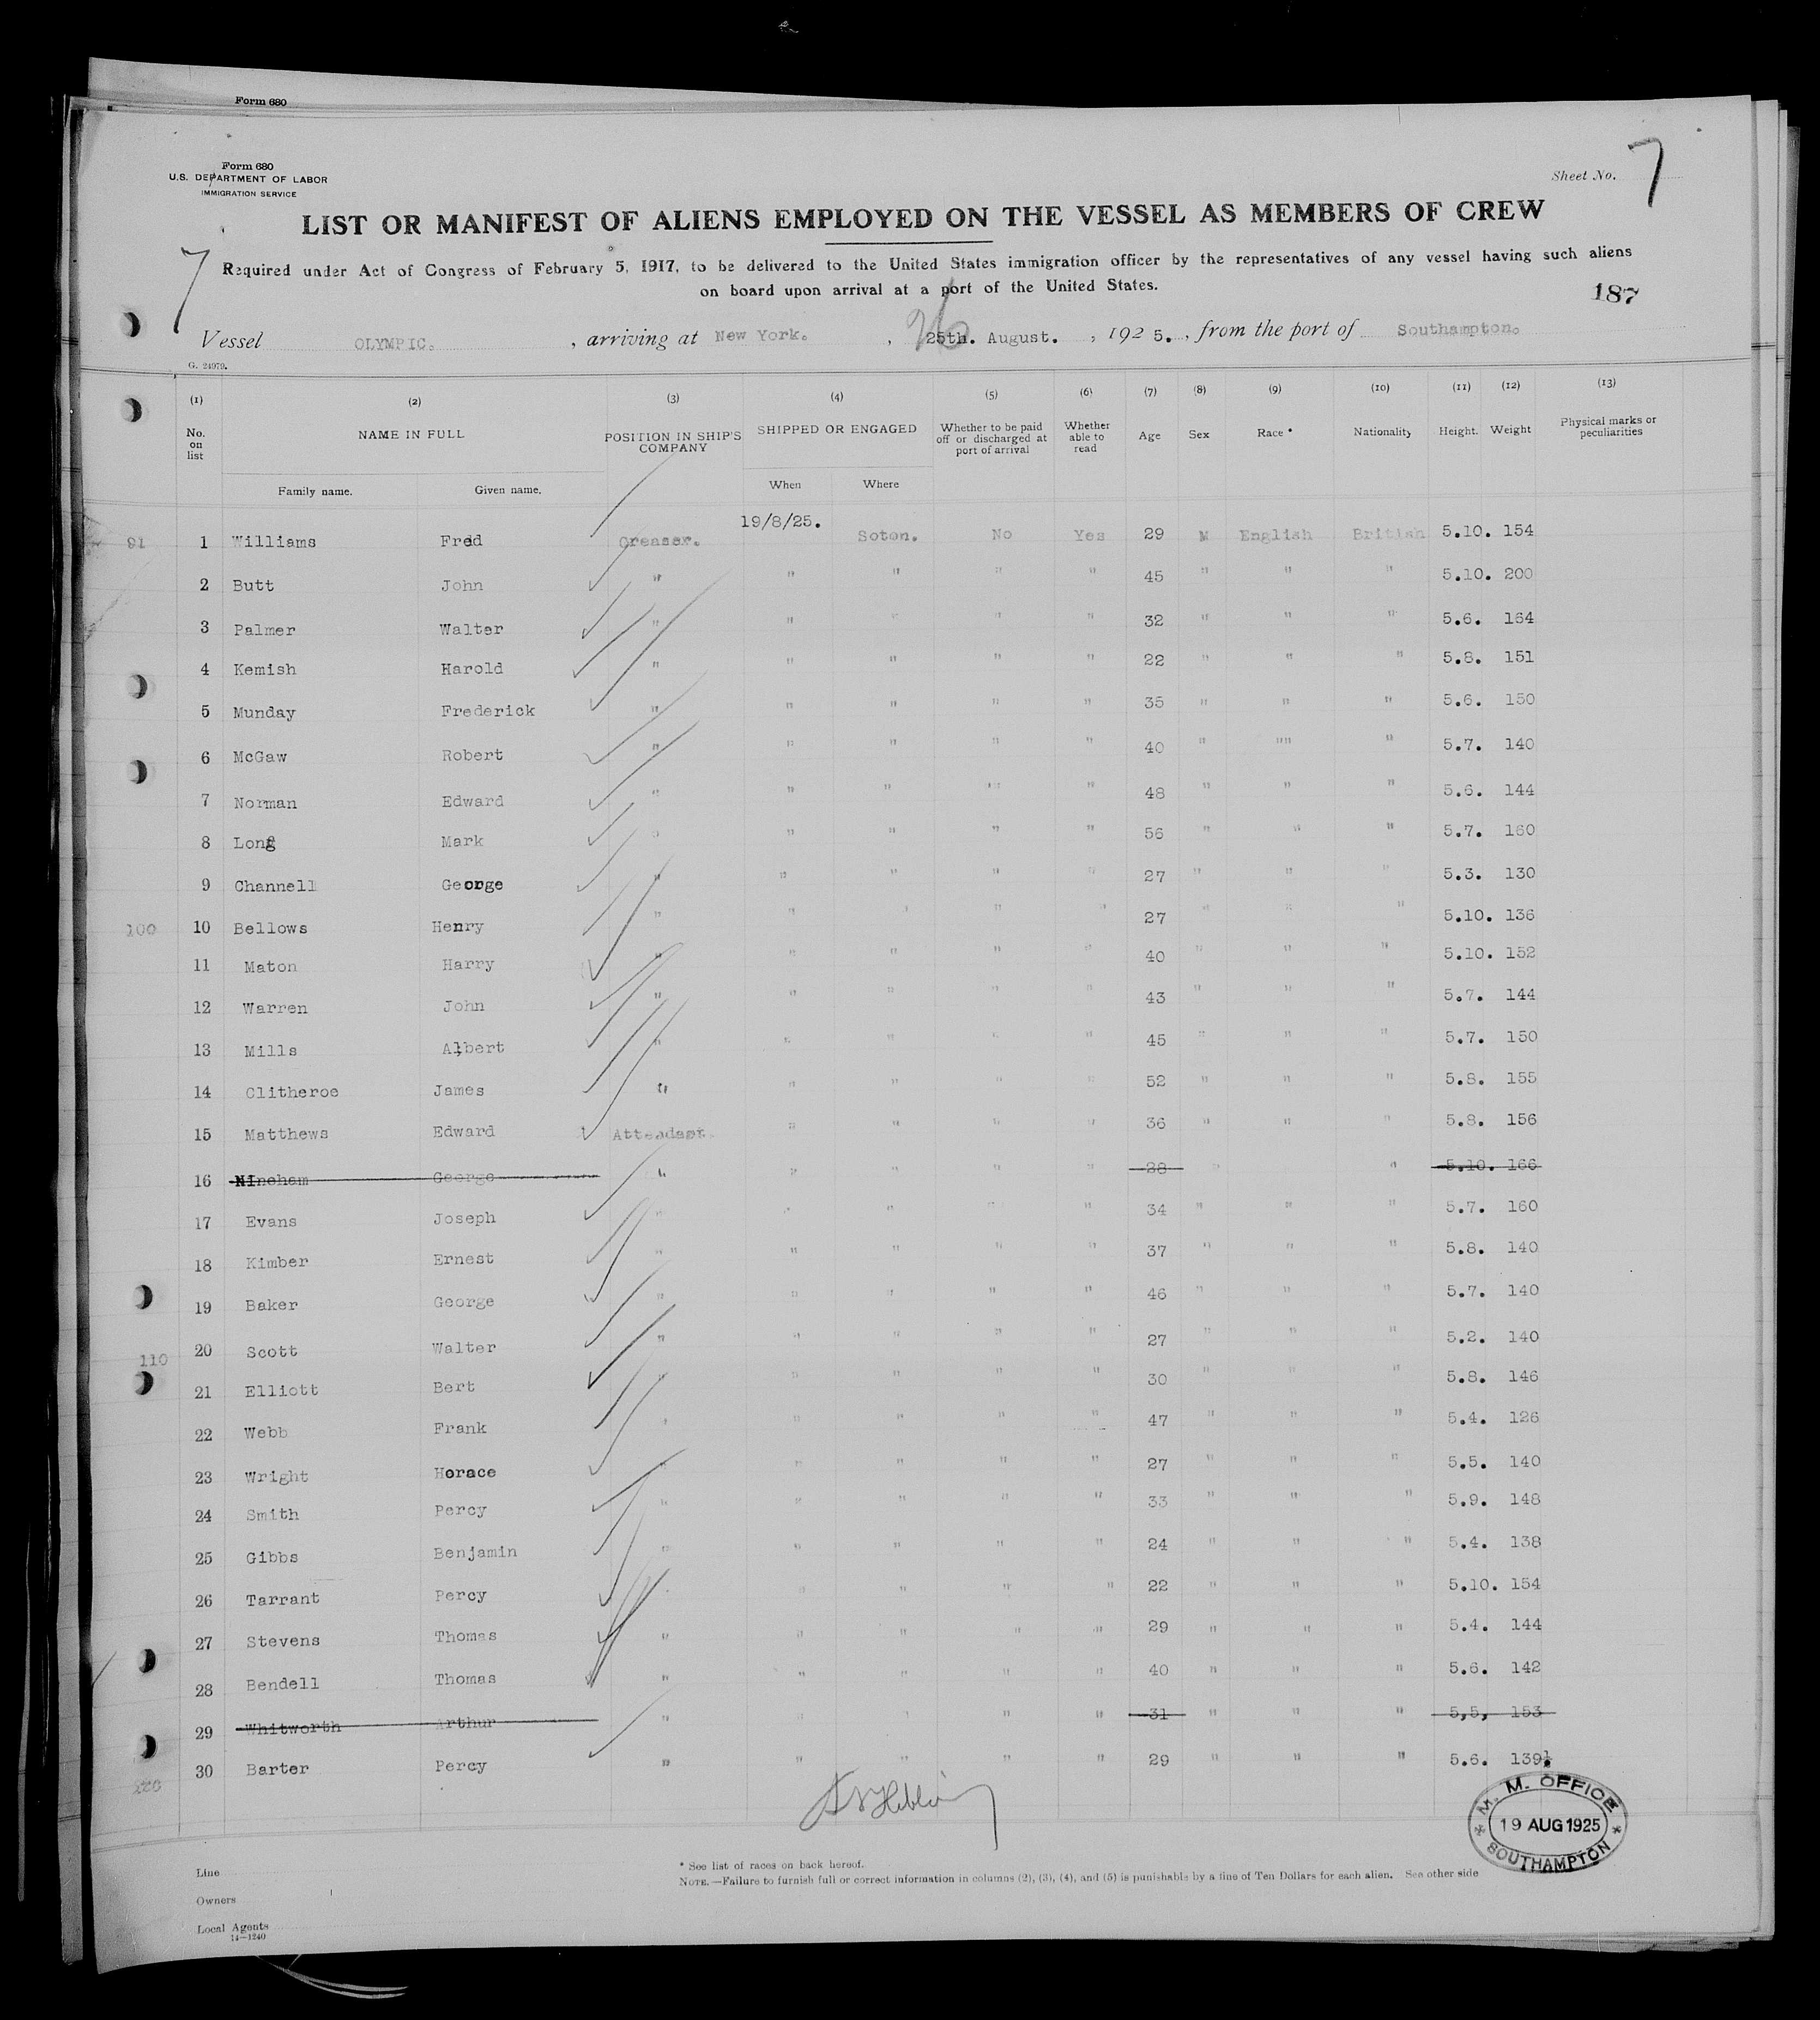 Form 680
Form 680
U.S. DEPARTMENT OF LABOR
IMMIGRATION SERVICE
Sheet No. 7
LIST OR MANIFEST OF ALIENS EMPLOYED ON THE VESSEL AS MEMBERS OF CREW
7
Required under Act of Congress of February 5, 1917, to be delivered to the United States immigration officer by the representatives of any vessel having such aliens
on board upon arrival at a port of the United States.
187
Vessel OLYMPIC. , arriving at New York. , 26 25th. August. , 192 5. , from the port of Southampton.
G. 24979.
(1) (2) (3) (4) (5) (6) (7) (8) (9) (10) (11) (12) (13)
No. on list NAME IN FULL POSITION IN SHIP'S COMPANY SHIPPED OR ENGAGED Whether to be paid off or discharged at port of arrival Whether able to read Age Sex Race * Nationality Height. Weight Physical marks or peculiarities
Family name. Given name. When Where
91 1 Williams Fred Greaser. 19/8/25. Soton. No Yes 29 M English British 5.10. 154
2 Butt John " " " " " 45 " " " 5.10. 200
3 Palmer Walter " " " " " 32 " " " 5.6. 164
4 Kemish Harold " " " " " 22 " " " 5.8. 151
5 Munday Frederick " " " " " 35 " " " 5.6. 150
6 McGaw Robert " " " " " 40 " "" " 5.7. 140
7 Norman Edward " " " " " 48 " " " 5.6. 144
8 Long Mark " " " " " 56 " " " 5.7. 160
9 Channell George " " " " " 27 " " " 5.3. 130
100 10 Bellows Henry " " " " " 27 " " " 5.10. 136
11 Maton Harry " " " " " 40 " " " 5.10. 152
12 Warren John " " " " " 43 " " " 5.7. 144
13 Mills Albert " " " " " 45 " " " 5.7. 150
14 Clitheroe James " " " " " 52 " " " 5.8. 155
15 Matthews Edward Attendant. " " " " 36 " " " 5.8. 156
16 Nineham George " " " " " 28 " " 5.10. 166
17 Evans Joseph " " " " " 34 " " " 5.7. 160
18 Kimber Ernest " " " " " 37 " " " 5.8. 140
19 Baker George " " " " " 46 " " " 5.7. 140
110 20 Scott Walter " " " " " 27 " " " 5.2. 140
21 Elliott Bert " " " " " 30 " " " 5.8. 146
22 Webb Frank " " " " " 47 " " " 5.4. 126
23 Wright Horace " " " " " 27 " " " 5.5. 140
24 Smith Percy " " " " " 33 " " " 5.9. 148
25 Gibbs Benjamin " " " " " 24 " " " 5.4. 138
26 Tarrant Percy " " " " " 22 " " " 5.10. 154
27 Stevens Thomas " " " " " 29 " " " 5.4. 144
28 Bendell Thomas " " " " " 40 " " " 5.6. 142
29 Whitworth Arthur " " " " " 31 " " " 5,5, 153
30 Barter Percy " " " " " 29 " " " 5.6. 139½
M. M. OFFICE
19 AUG 1925
SOUTHAMPTON
Line
* See list of races on back hereof.
NOTE.—Failure to furnish full or correct information in columns (2), (3), (4), and (5) is punishable by a fine of Ten Dollars for each alien. See other side
Owners
Local Agents
14—1240